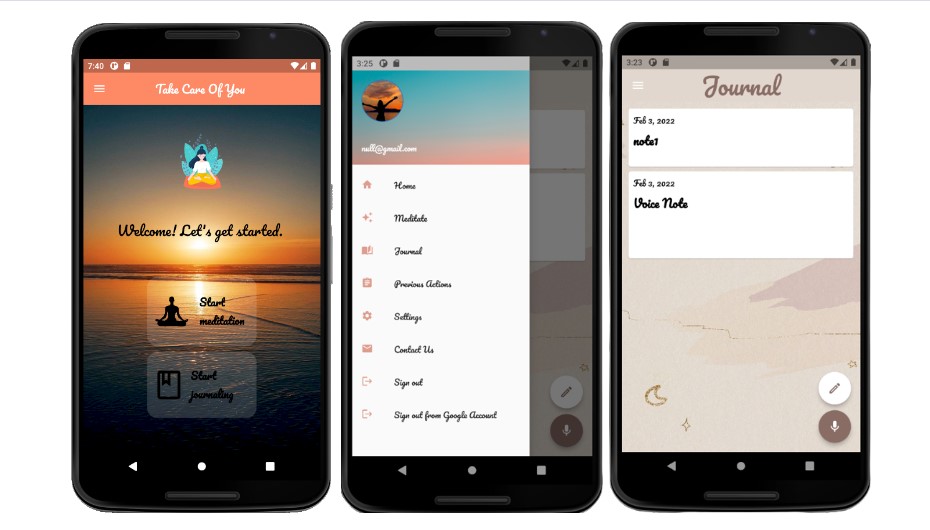 7:40
Take Care Of You
Welcome! Let's get started.
Start
meditation
Start
journaling
3:25
null@gmail.com
Home
Meditate
Journal
Previous Actions
Settings
Contact Us
Sign out
Sign out from Google Account
3:23
Journal
Feb 3, 2022
note1
Feb 3, 2022
Voice Note